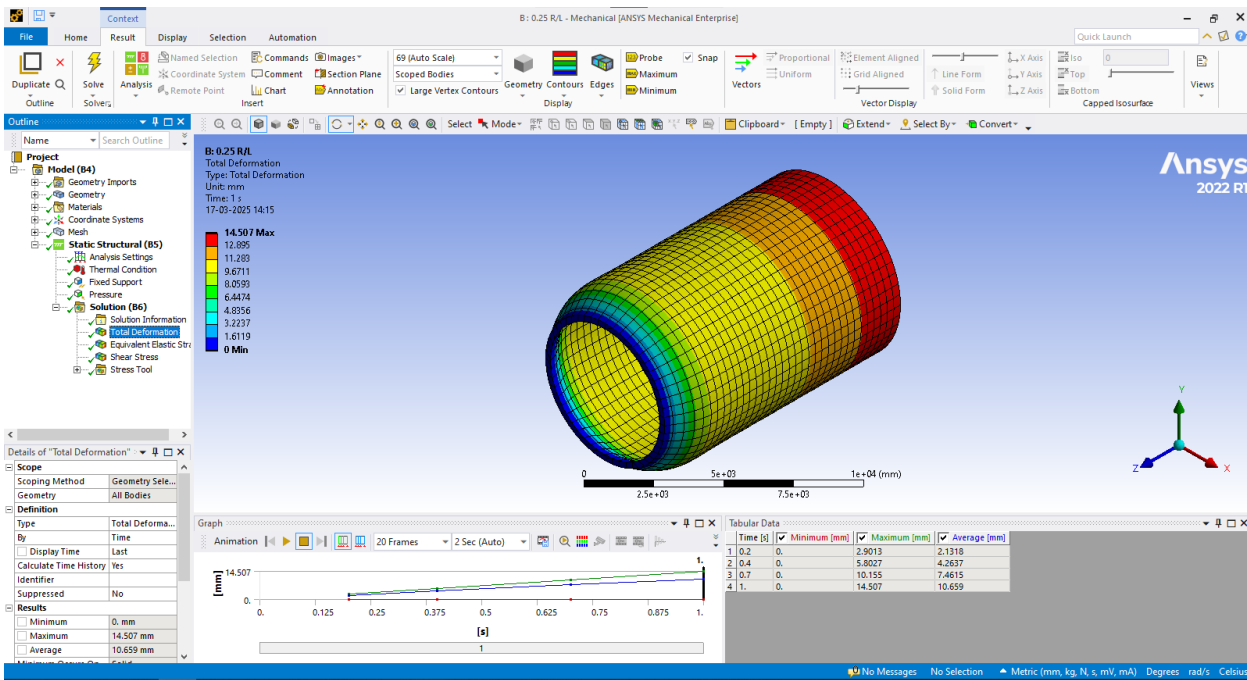 Context
B : 0.25 R/L - Mechanical [ANSYS Mechanical Enterprise]
File Home Result Display Selection Automation
Quick Launch
Duplicate Q
Outline
Solve
Solver
Analysis
Named Selection
Coordinate System
Remote Point
Commands
Comment
Chart
Images
Section Plane
Annotation
Insert
69 (Auto Scale)
Scoped Bodies
Large Vertex Contours
Geometry Contours Edges
Probe
Maximum
Minimum
Snap
Display
Vectors
Proportional
Uniform
Element Aligned
Grid Aligned
Line Form
Solid Form
X Axis
Y Axis
Z Axis
Vector Display
Iso 0
Top
Bottom
Capped Isosurface
Views
Outline
Name Search Outline
Select Mode Clipboard [ Empty ] Extend Select By Convert
Project
Model (B4)
Geometry Imports
Geometry
Materials
Coordinate Systems
Mesh
Static Structural (B5)
Analysis Settings
Thermal Condition
Fixed Support
Pressure
Solution (B6)
Solution Information
Total Deformation
Equivalent Elastic Stra
Shear Stress
Stress Tool
B: 0.25 R/L
Total Deformation
Type: Total Deformation
Unit: mm
Time: 1 s
17-03-2025 14:15
14.507 Max
12.895
11.283
9.6711
8.0593
6.4474
4.8356
3.2237
1.6119
0 Min
Ansys
2022 R1
0 5e+03 1e+04 (mm)
2.5e+03 7.5e+03
Y
Z X
Details of "Total Deformation"
Scope
Scoping Method Geometry Sele...
Geometry All Bodies
Definition
Type Total Deforma...
By Time
Display Time Last
Calculate Time History Yes
Identifier
Suppressed No
Results
Minimum 0. mm
Maximum 14.507 mm
Average 10.659 mm
Minimum Occurs On Solid
Graph
Animation 20 Frames 2 Sec (Auto)
1.
[mm]
14.507
0.
0. 0.125 0.25 0.375 0.5 0.625 0.75 0.875 1.
[s]
1
Tabular Data
Time [s] Minimum [mm] Maximum [mm] Average [mm]
1 0.2 0. 2.9013 2.1318
2 0.4 0. 5.8027 4.2637
3 0.7 0. 10.155 7.4615
4 1. 0. 14.507 10.659
No Messages No Selection Metric (mm, kg, N, s, mV, mA) Degrees rad/s Celsius